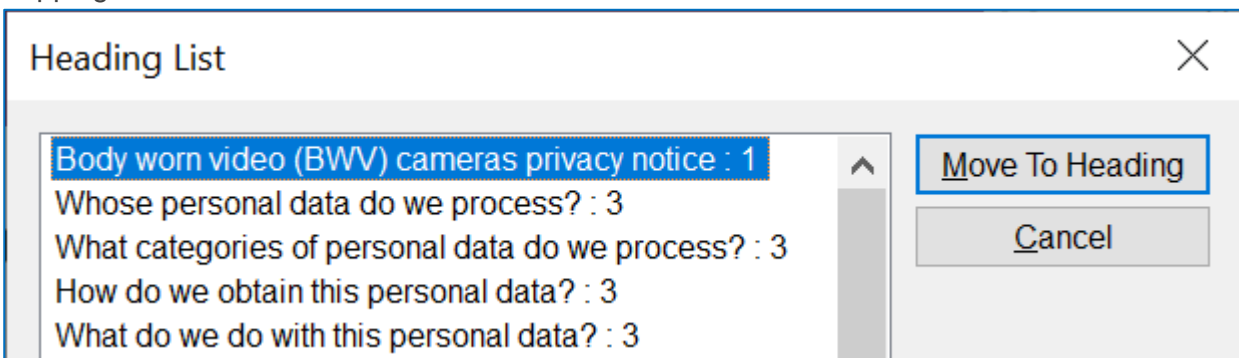 Heading List
Body worn video (BWV) cameras privacy notice : 1
Move To Heading
Whose personal data do we process? : 3
What categories of personal data do we process? : 3
Cancel
How do we obtain this personal data? : 3
What do we do with this personal data? : 3